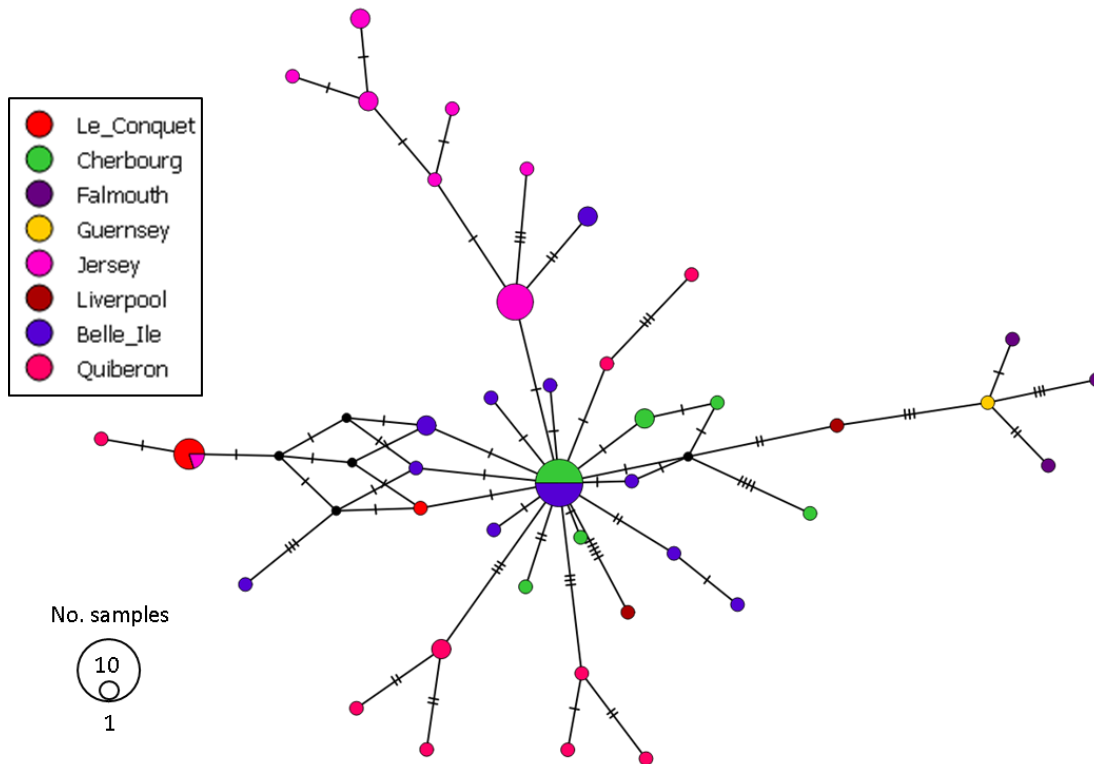 Le_Conquet
Cherbourg
Falmouth
Guernsey
Jersey
Liverpool
Belle_Ile
Quiberon
No. samples
10
1